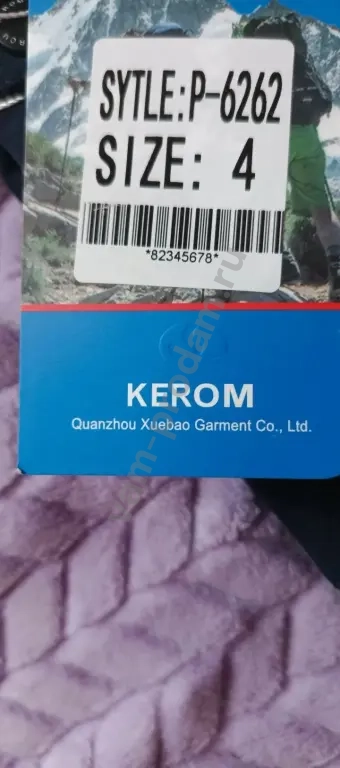 SYTLE:P-6262
SIZE: 4
*82345678*
KEROM
Quanzhou Xuebao Garment Co., Ltd.